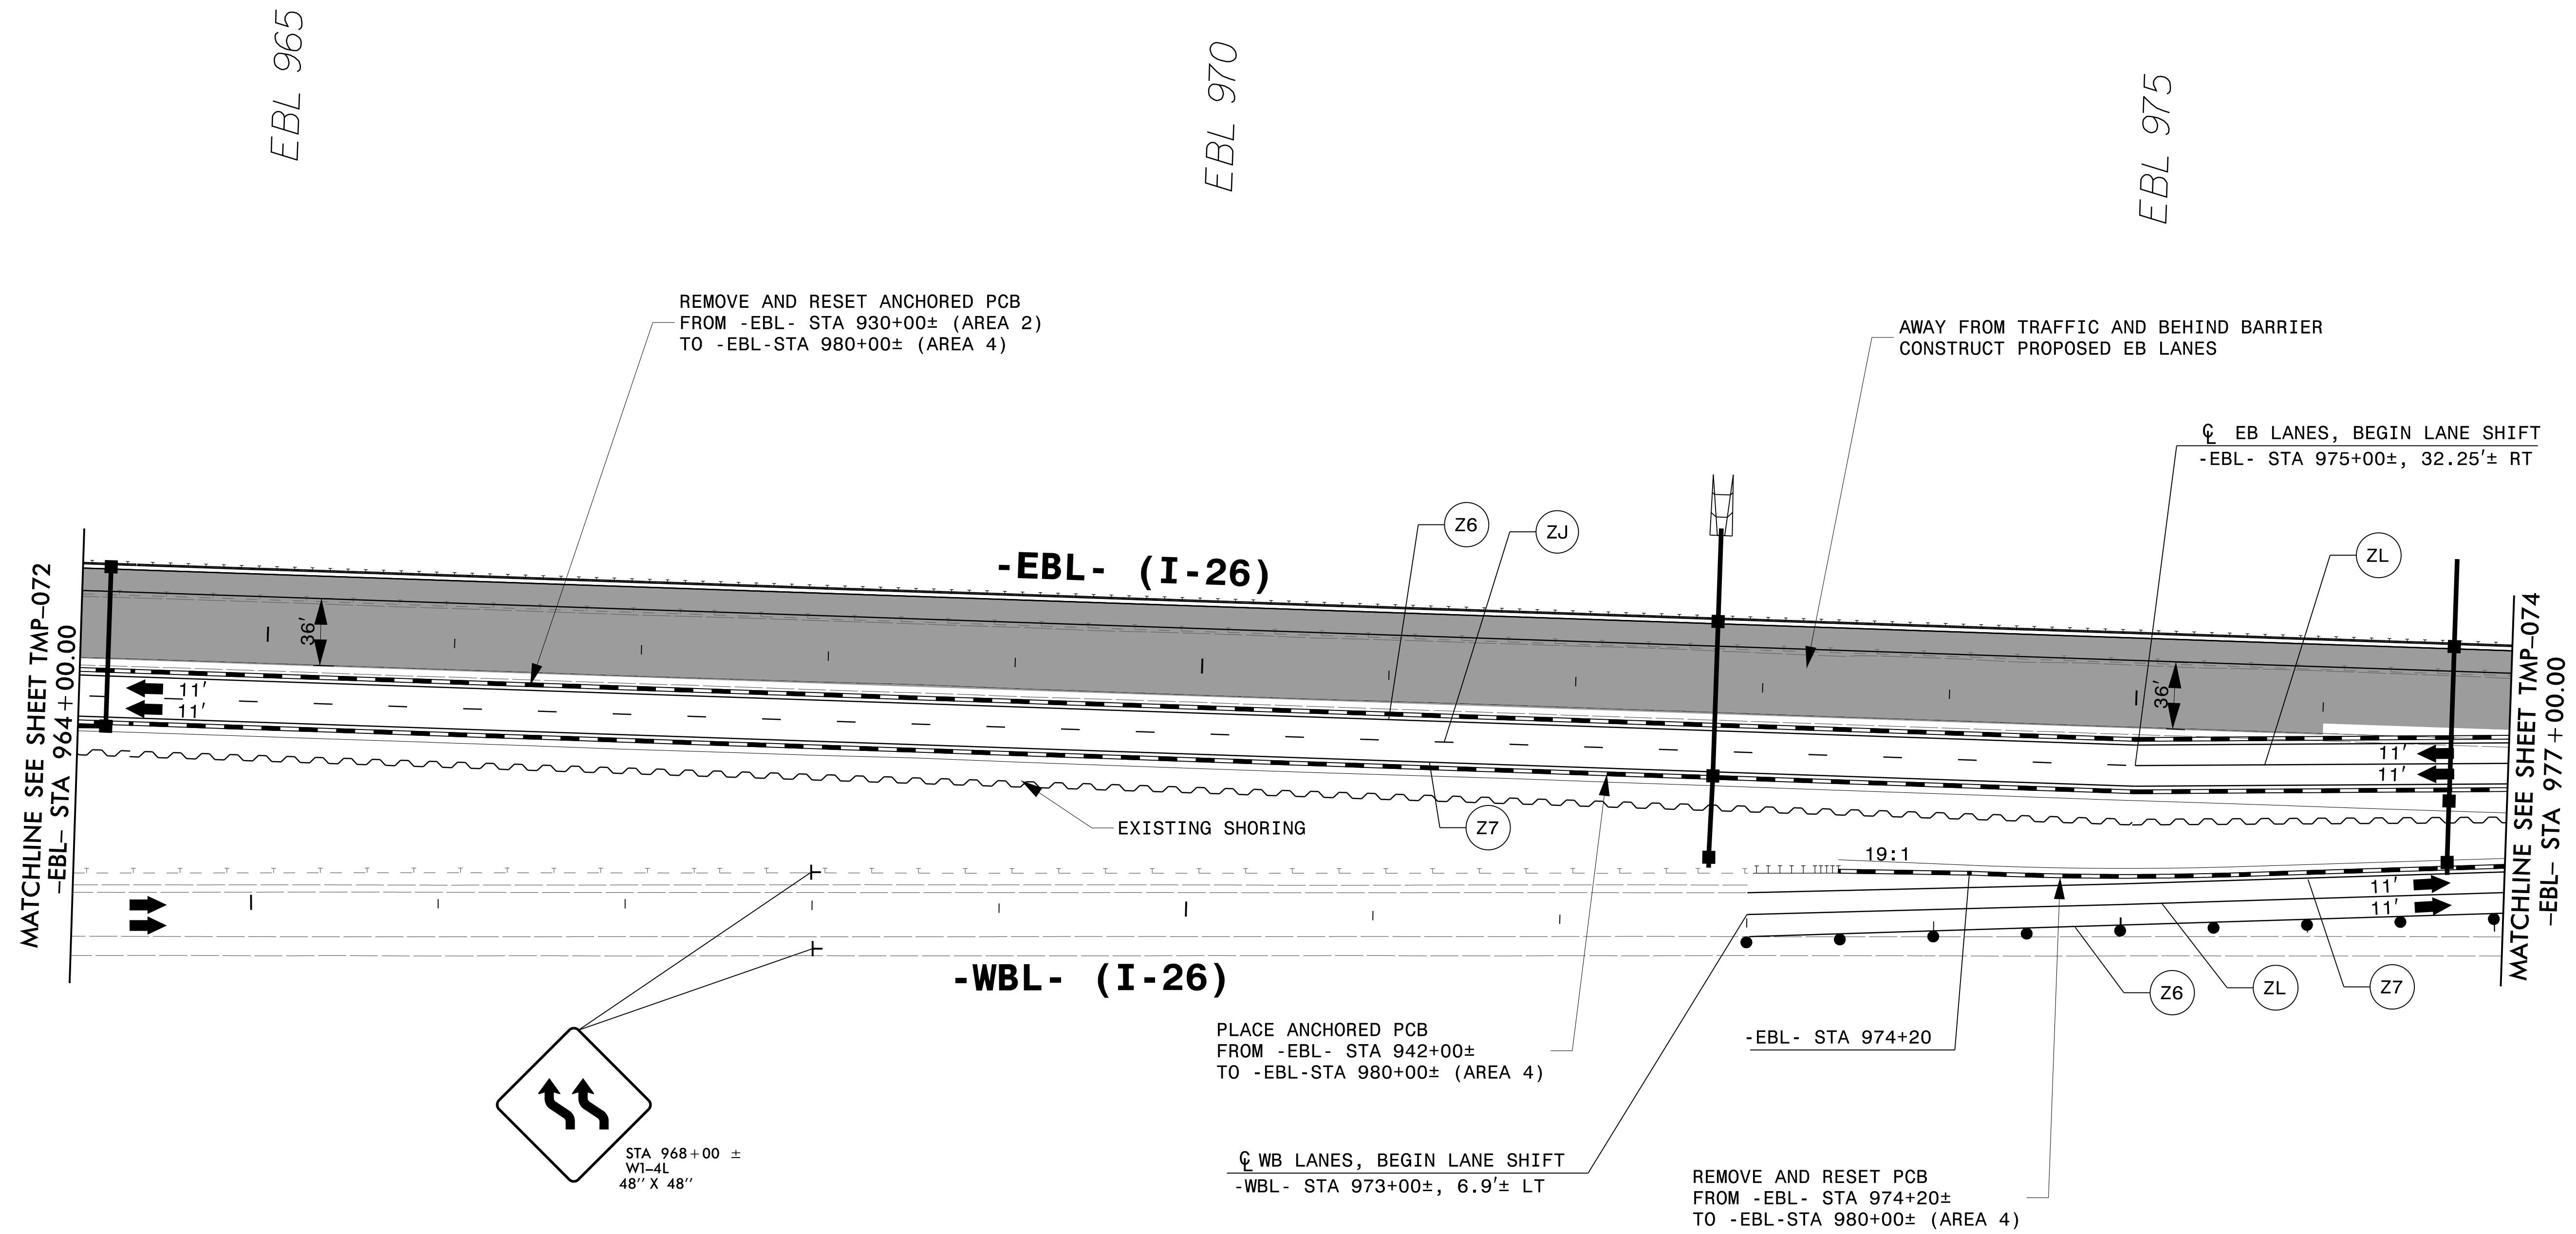 EBL 965
EBL 970
EBL 975
REMOVE AND RESET ANCHORED PCB
FROM -EBL- STA 930+00± (AREA 2)
TO -EBL-STA 980+00± (AREA 4)
AWAY FROM TRAFFIC AND BEHIND BARRIER
CONSTRUCT PROPOSED EB LANES
℄ EB LANES, BEGIN LANE SHIFT
-EBL- STA 975+00±, 32.25'± RT
Z6
ZJ
ZL
-EBL- (I-26)
MATCHLINE SEE SHEET TMP-072
-EBL- STA 964+00.00
36'
36'
11'
11'
11'
11'
MATCHLINE SEE SHEET TMP-074
-EBL- STA 977+00.00
EXISTING SHORING
Z7
19:1
11'
11'
-WBL- (I-26)
Z6
ZL
Z7
PLACE ANCHORED PCB
FROM -EBL- STA 942+00±
TO -EBL-STA 980+00± (AREA 4)
-EBL- STA 974+20
STA 968+00 ±
W1-4L
48" X 48"
℄ WB LANES, BEGIN LANE SHIFT
-WBL- STA 973+00±, 6.9'± LT
REMOVE AND RESET PCB
FROM -EBL- STA 974+20±
TO -EBL-STA 980+00± (AREA 4)